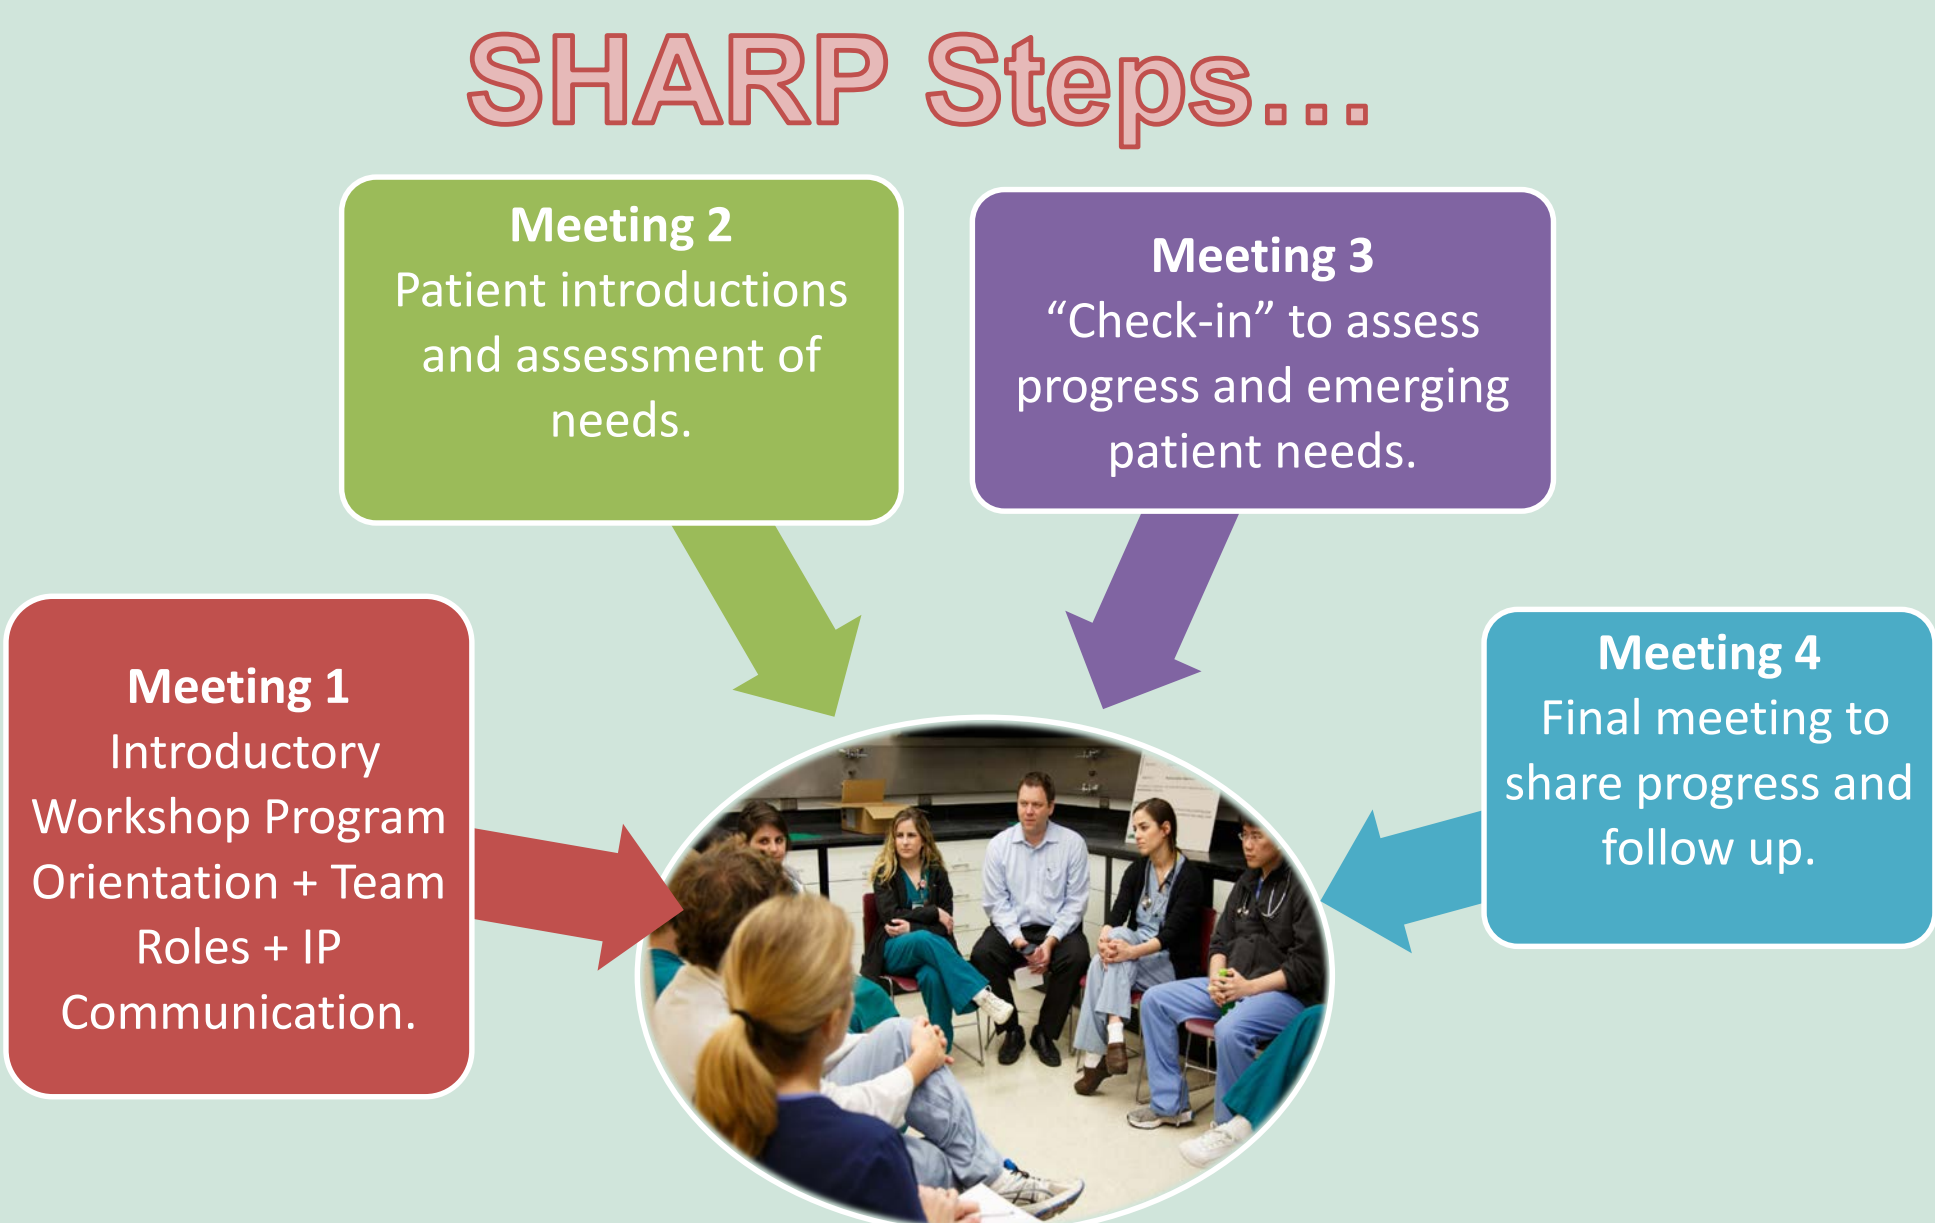 SHARP Steps...
Meeting 2
Patient introductions
and assessment of
needs.
Meeting 3
“Check-in” to assess
progress and emerging
patient needs.
Meeting 1
Introductory
Workshop Program
Orientation + Team
Roles + IP
Communication.
Meeting 4
Final meeting to
share progress and
follow up.